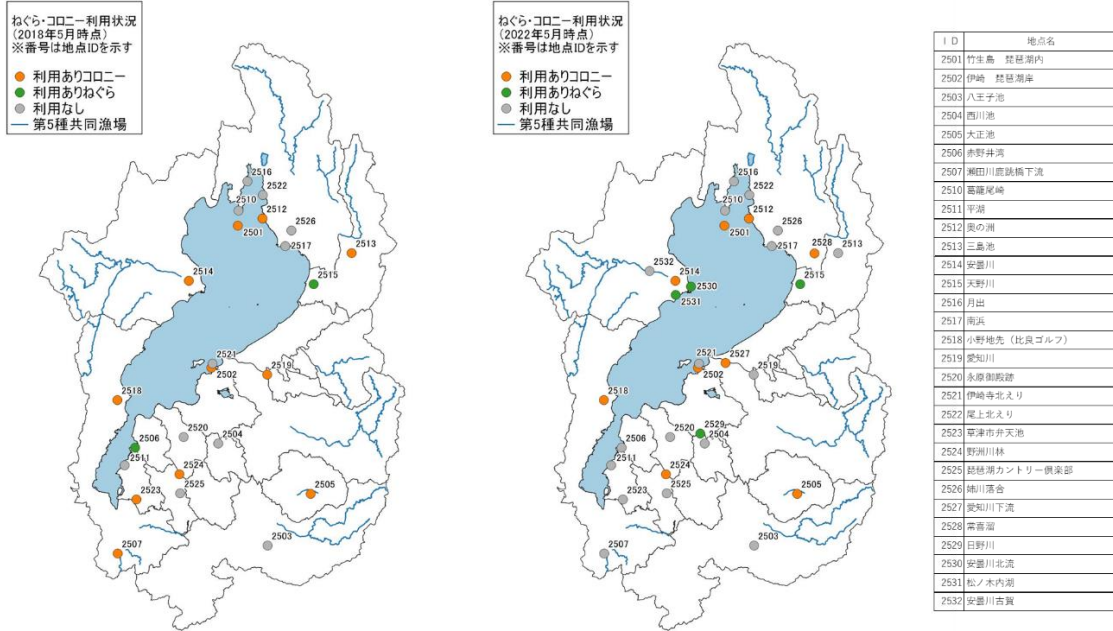 ねぐら・コロニー利用状況
(2018年5月時点)
※番号は地点IDを示す
利用ありコロニー
利用ありねぐら
利用なし
第5種共同漁場
2516
2522
2510
2512
2501
2526
2517
2513
2514
2515
2521
2502
2519
2518
2506
2520
2504
2511
2524
2523
2525
2505
2507
2503
ねぐら・コロニー利用状況
(2022年5月時点)
※番号は地点IDを示す
利用ありコロニー
利用ありねぐら
利用なし
第5種共同漁場
2516
2522
2510
2512
2501
2526
2517
2528
2513
2532
2514
2530
2531
2515
2521
2527
2502
2519
2518
2529
2506
2520
2504
2511
2524
2523
2525
2505
2507
2503
ID 地点名
2501 竹生島 琵琶湖内
2502 伊崎 琵琶湖岸
2503 八王子池
2504 西川池
2505 大正池
2506 赤野井湾
2507 瀬田川鹿跳橋下流
2510 葛籠尾崎
2511 平湖
2512 奥の洲
2513 三島池
2514 安曇川
2515 天野川
2516 月出
2517 南浜
2518 小野地先(比良ゴルフ)
2519 愛知川
2520 永原御殿跡
2521 伊崎寺北えり
2522 尾上北えり
2523 草津市弁天池
2524 野洲川林
2525 琵琶湖カントリー倶楽部
2526 姉川落合
2527 愛知川下流
2528 常喜溜
2529 日野川
2530 安曇川北流
2531 松ノ木内湖
2532 安曇川古賀